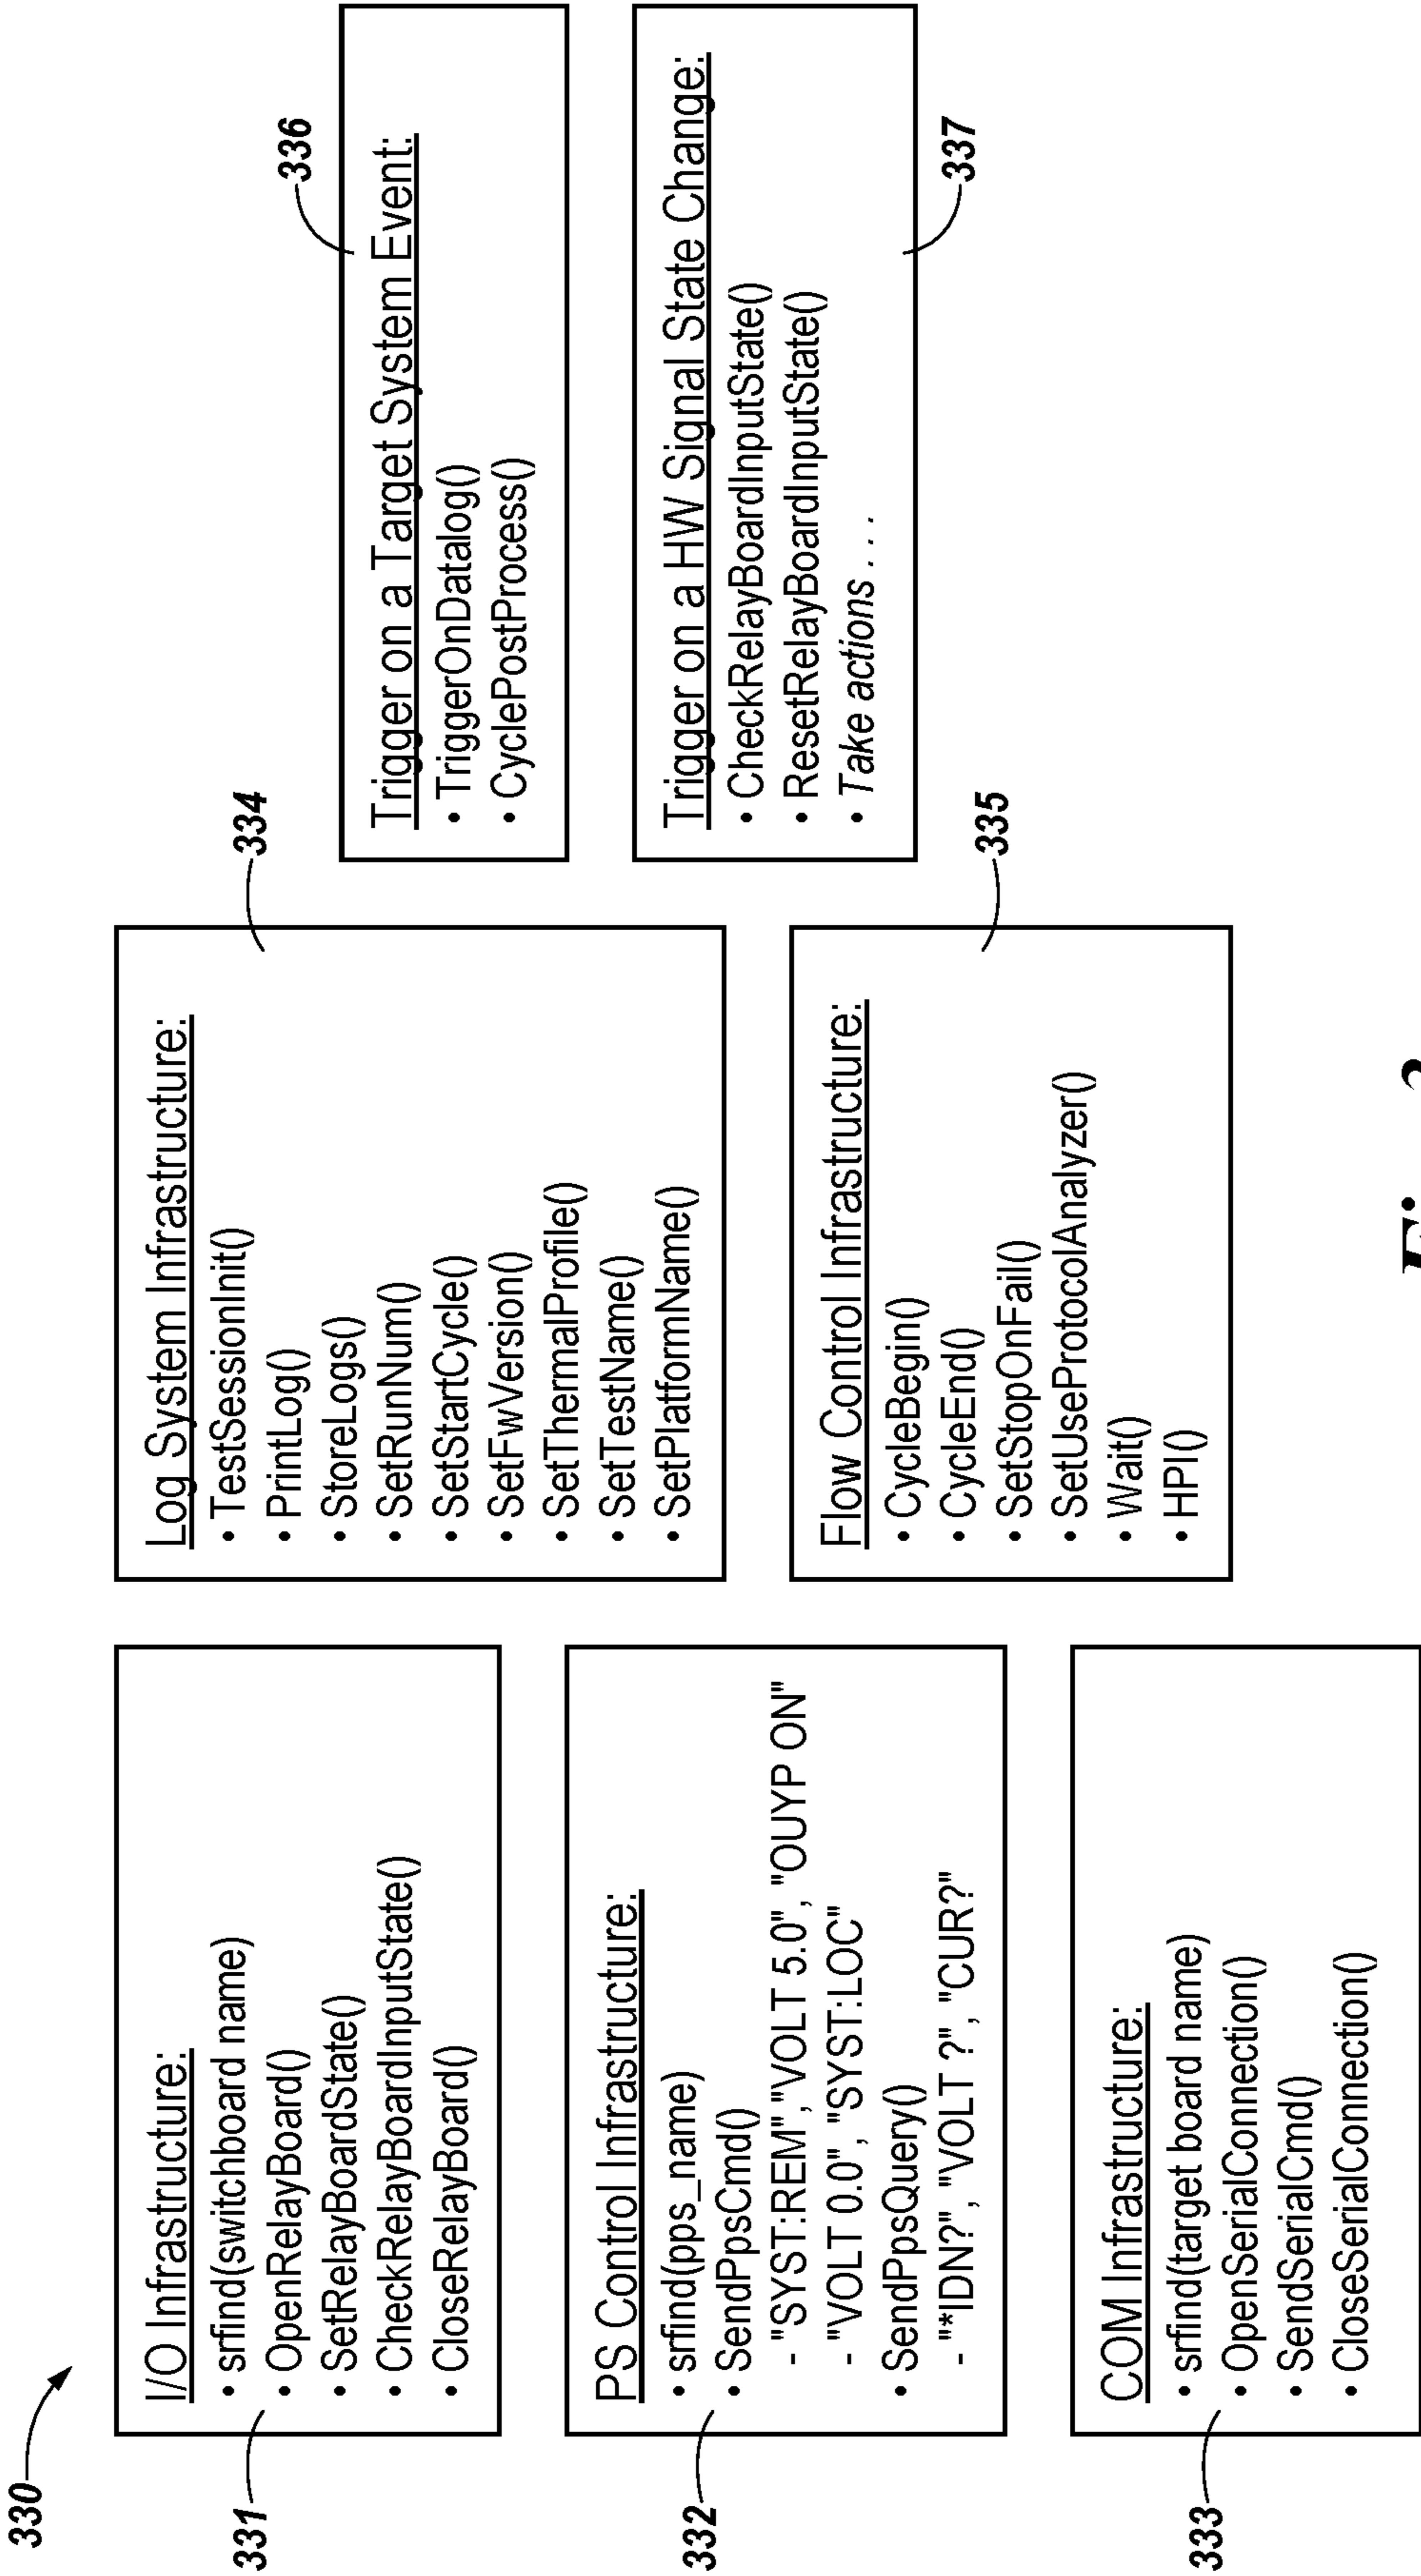 330
331
I/O Infrastructure:
• srfind(switchboard name)
• OpenRelayBoard()
• SetRelayBoardState()
• CheckRelayBoardInputState()
• CloseRelayBoard()
332
PS Control Infrastructure:
• srfind(pps_name)
• SendPpsCmd()
- "SYST:REM","VOLT 5.0", "OUYP ON"
- "VOLT 0.0", "SYST:LOC"
• SendPpsQuery()
- "*IDN?", "VOLT ?", "CUR?"
333
COM Infrastructure:
• srfind(target board name)
• OpenSerialConnection()
• SendSerialCmd()
• CloseSerialConnection()
334
Log System Infrastructure:
• TestSessionInit()
• PrintLog()
• StoreLogs()
• SetRunNum()
• SetStartCycle()
• SetFwVersion()
• SetThermalProfile()
• SetTestName()
• SetPlatformName()
335
Flow Control Infrastructure:
• CycleBegin()
• CycleEnd()
• SetStopOnFail()
• SetUseProtocolAnalyzer()
• Wait()
• HPI()
336
Trigger on a Target System Event:
• TriggerOnDatalog()
• CyclePostProcess()
337
Trigger on a HW Signal State Change:
• CheckRelayBoardInputState()
• ResetRelayBoardInputState()
• Take actions . . .